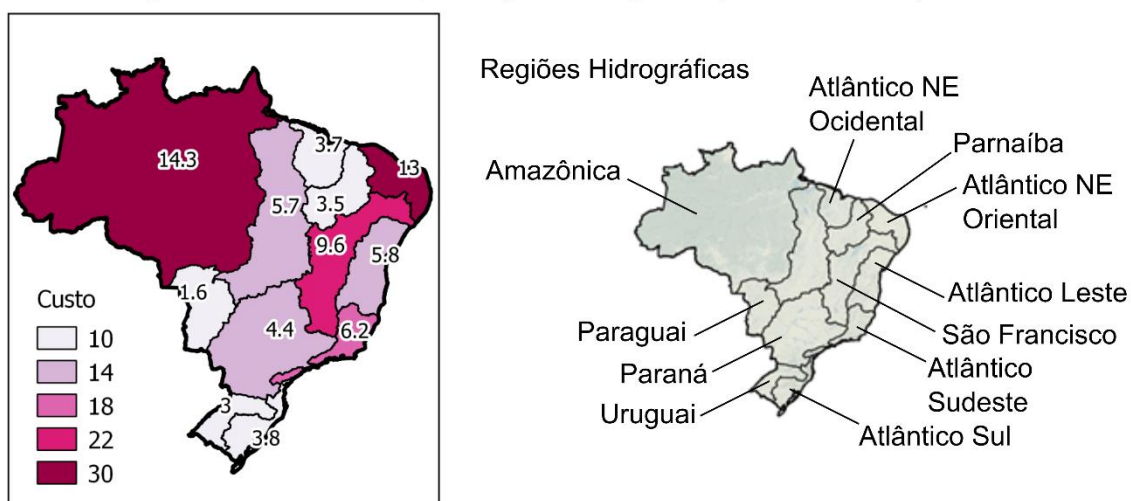 14.3
3.7
13
5.7
3.5
9.6
5.8
1.6
4.4
6.2
3
3.8
Custo
10
14
18
22
30
Regiões Hidrográficas
Atlântico NE
Ocidental
Parnaíba
Amazônica
Atlântico NE
Oriental
Atlântico Leste
Paraguai
São Francisco
Paraná
Atlântico
Sudeste
Uruguai
Atlântico Sul